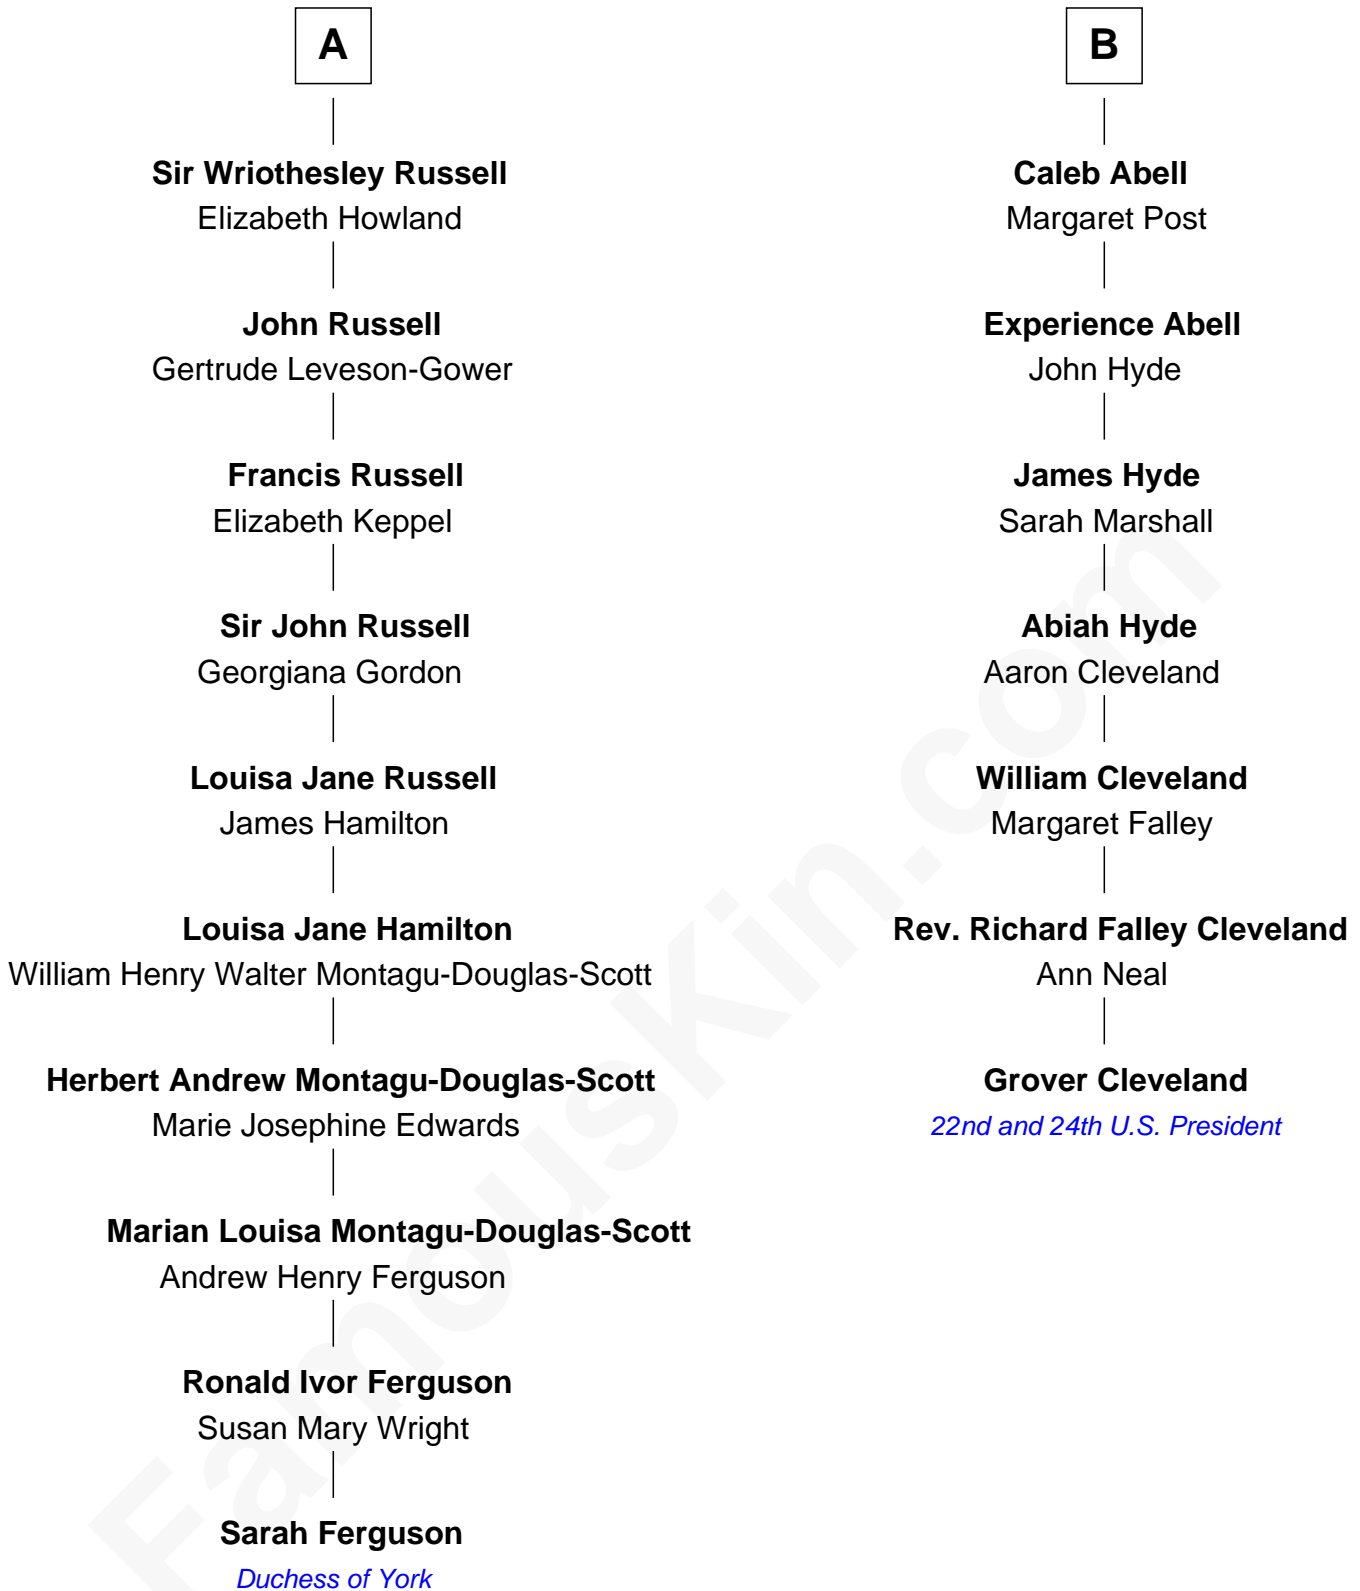 A
Sir Wriothesley Russell
Elizabeth Howland
John Russell
Gertrude Leveson-Gower
Francis Russell
Elizabeth Keppel
Sir John Russell
Georgiana Gordon
Louisa Jane Russell
James Hamilton
Louisa Jane Hamilton
William Henry Walter Montagu-Douglas-Scott
Herbert Andrew Montagu-Douglas-Scott
Marie Josephine Edwards
Marian Louisa Montagu-Douglas-Scott
Andrew Henry Ferguson
Ronald Ivor Ferguson
Susan Mary Wright
Sarah Ferguson
Duchess of York
B
Caleb Abell
Margaret Post
Experience Abell
John Hyde
James Hyde
Sarah Marshall
Abiah Hyde
Aaron Cleveland
William Cleveland
Margaret Falley
Rev. Richard Falley Cleveland
Ann Neal
Grover Cleveland
22nd and 24th U.S. President
FamousKin.com